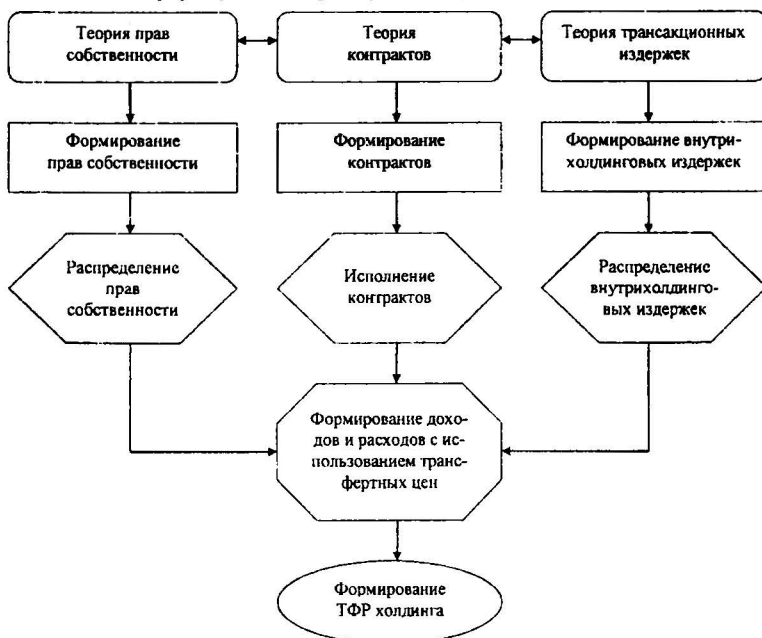 Теория прав
собственности
Теория
контрактов
Теория трансакционных
издержек
Формирование
прав собственности
Формирование
контрактов
Формирование внутри-
холдинговых издержек
Распределение
прав
собственности
Исполнение
контрактов
Распределение
внутрихолдинго-
вых издержек
Формирование дохо-
дов и расходов с ис-
пользованием транс-
фертных цен
Формирование
ТФР холдинга